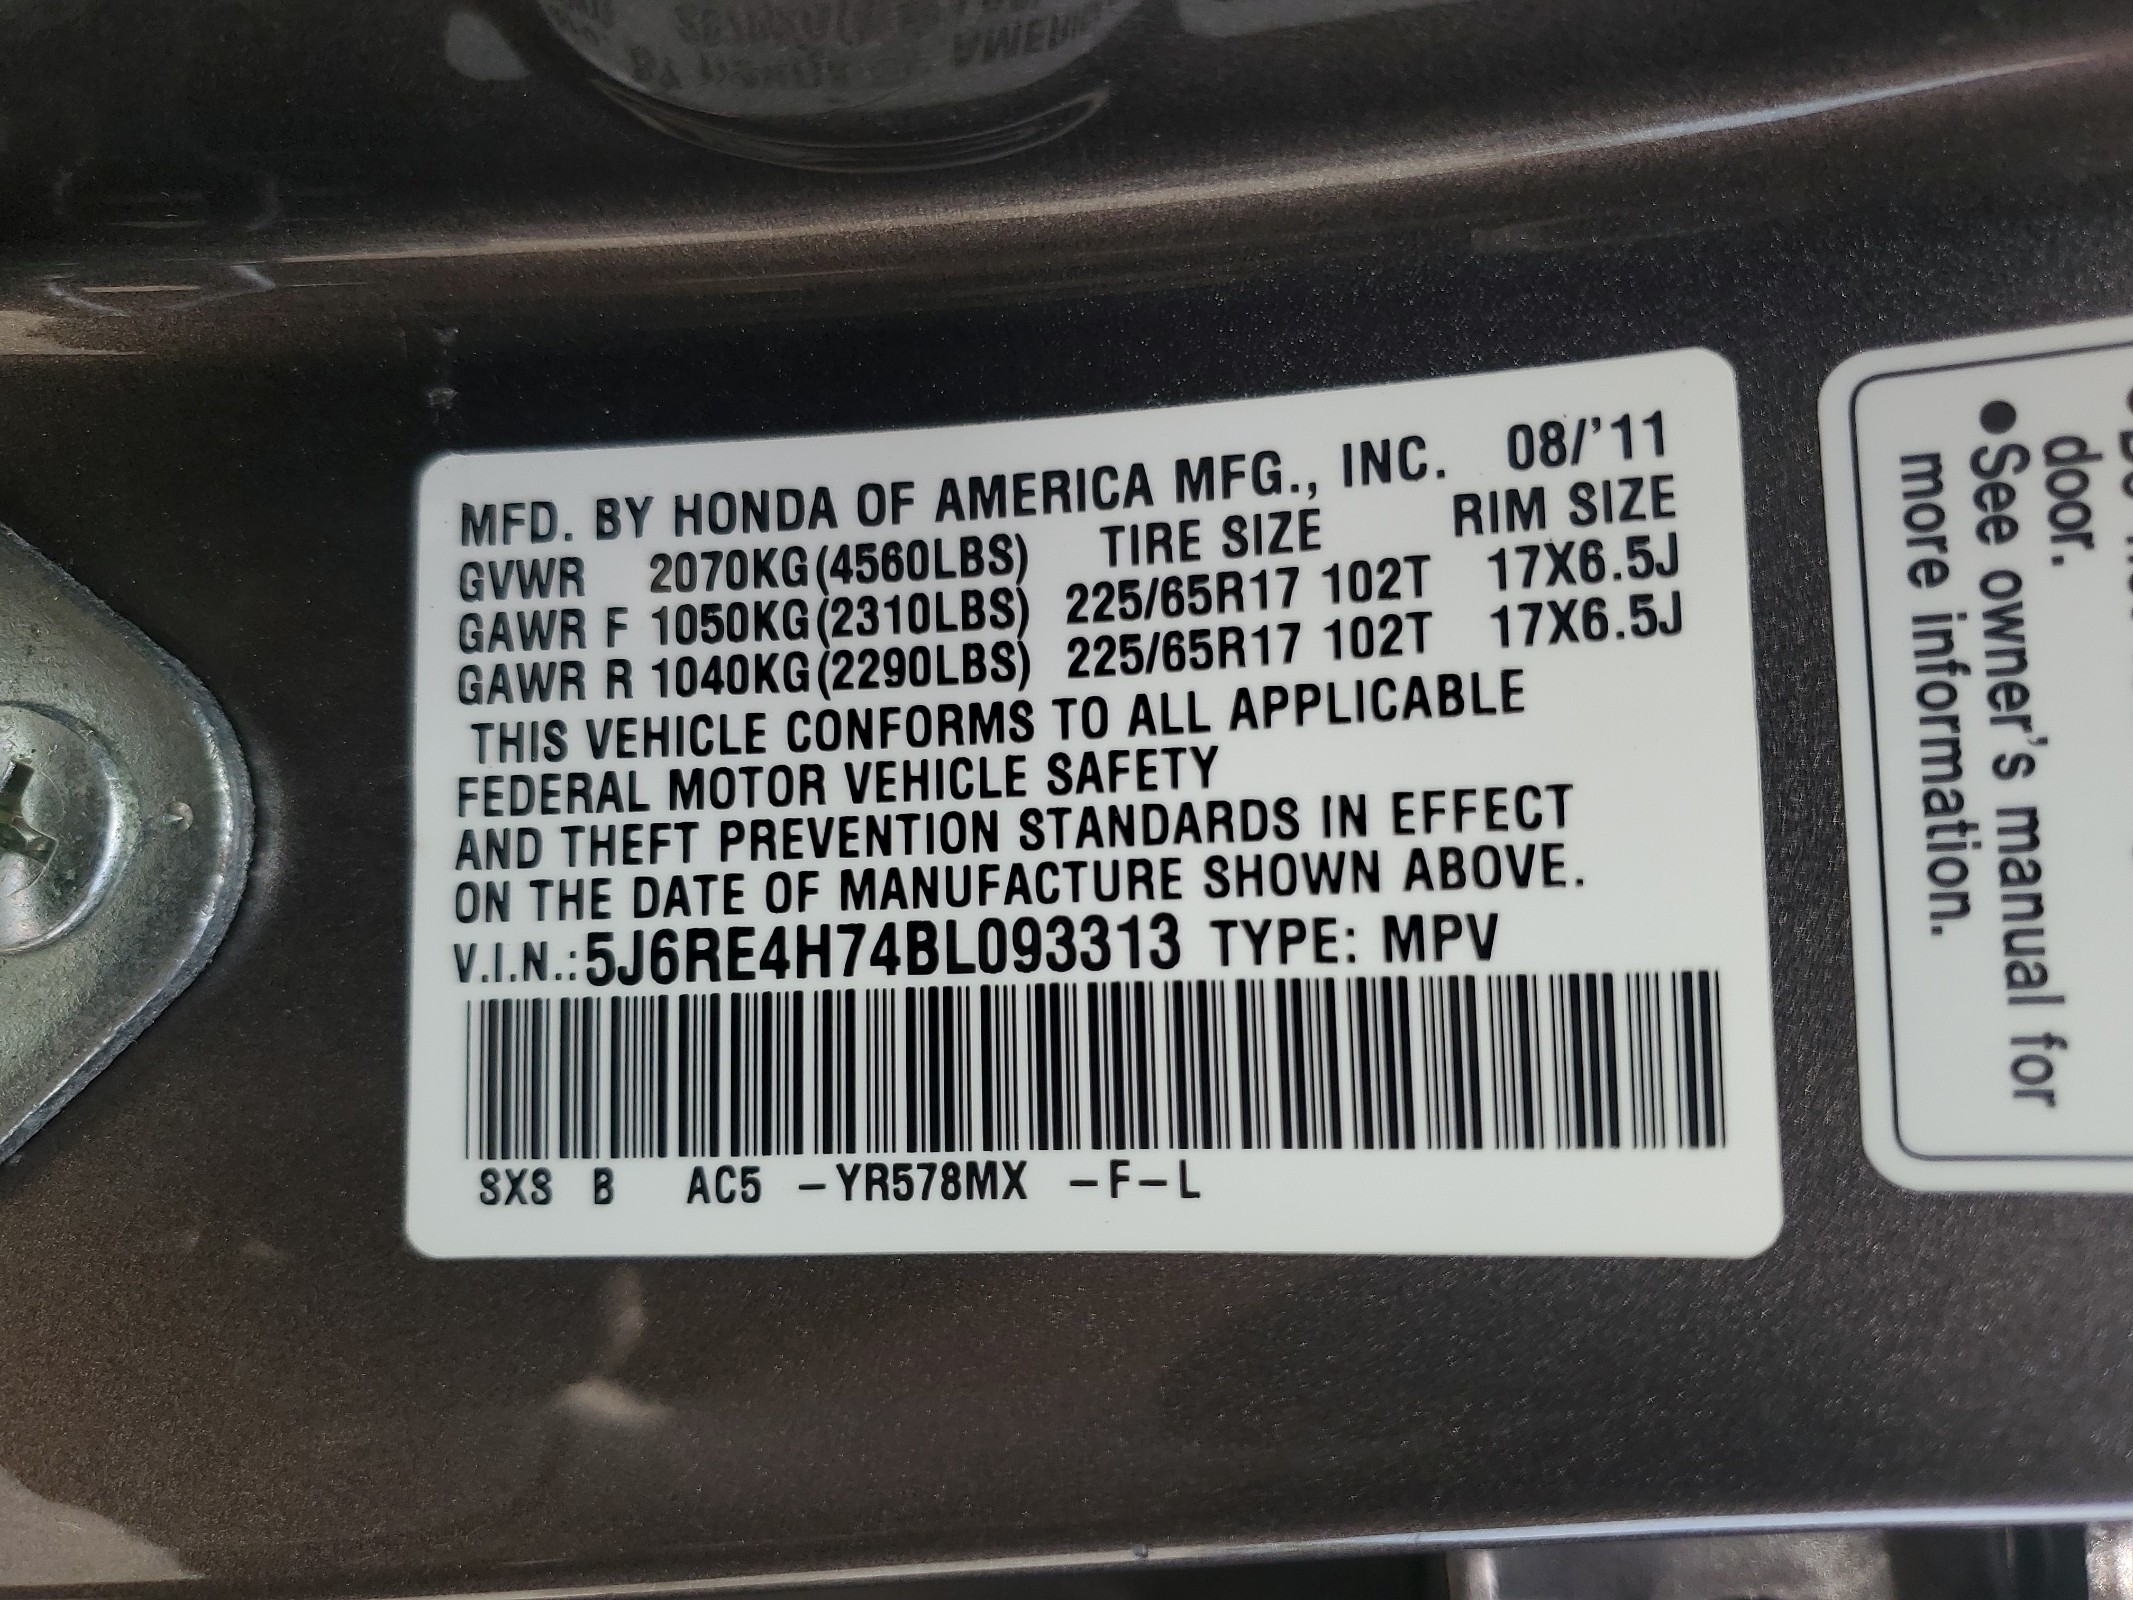 MFD. BY HONDA OF AMERICA MFG., INC. 08/'11
GVWR 2070KG(4560LBS) TIRE SIZE RIM SIZE
GAWR F 1050KG(2310LBS) 225/65R17 102T 17X6.5J
GAWR R 1040KG(2290LBS) 225/65R17 102T 17X6.5J
THIS VEHICLE CONFORMS TO ALL APPLICABLE
FEDERAL MOTOR VEHICLE SAFETY
AND THEFT PREVENTION STANDARDS IN EFFECT
ON THE DATE OF MANUFACTURE SHOWN ABOVE.
V.I.N.:5J6RE4H74BL093313 TYPE: MPV
SXS B AC5 -YR578MX -F-L
door.
●See owner's manual for
more information.